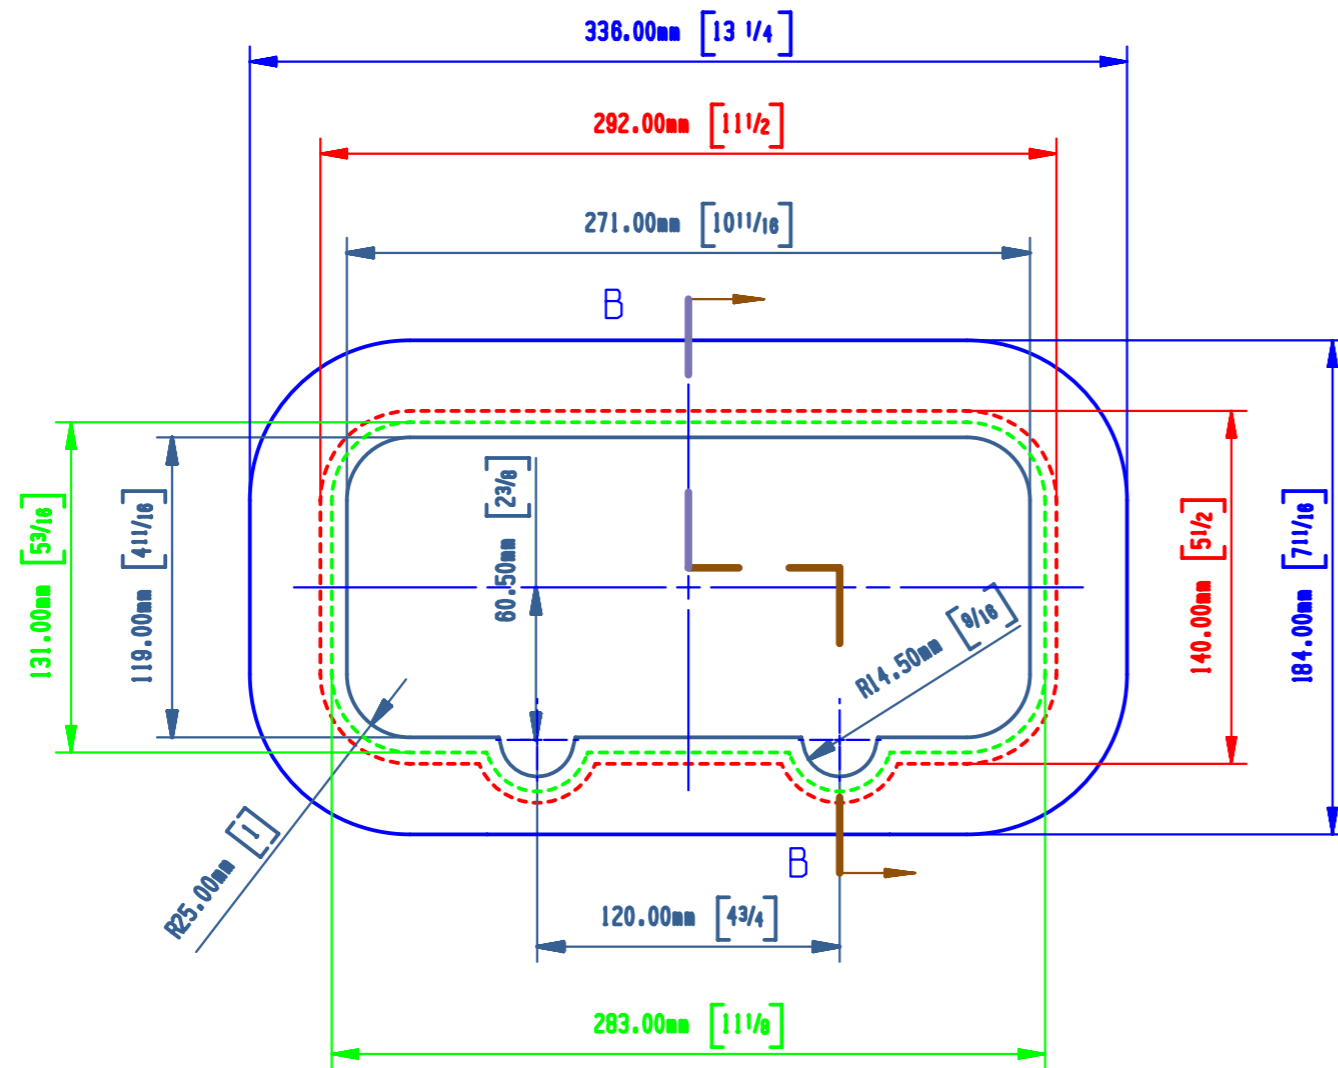 336.00mm [13 1/4]
292.00mm [11 1/2]
271.00mm [10 11/16]
B
131.00mm [5 3/16]
119.00mm [4 11/16]
60.50mm [2 3/8]
R14.50mm [9/16]
140.00mm [5 1/2]
184.00mm [7 11/16]
R25.00mm [1]
B
120.00mm [4 3/4]
283.00mm [11 1/8]